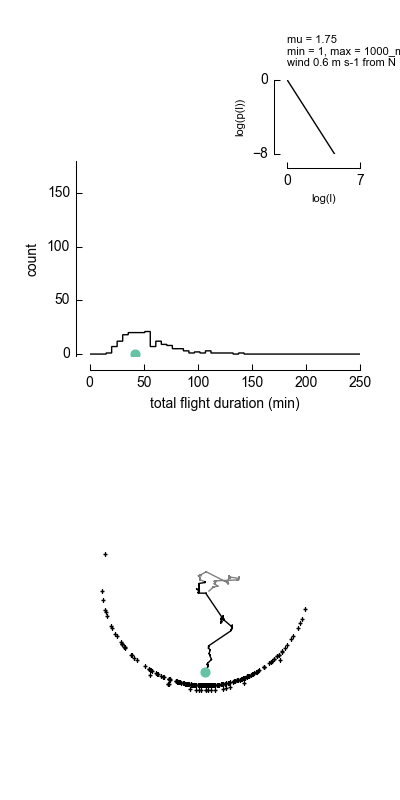 mu = 1.75
min = 1, max = 1000_m
wind 0.6 m s-1 from N
log(p(l))
0
−8
0 7
log(l)
count
150
100
50
0
0 50 100 150 200 250
total flight duration (min)